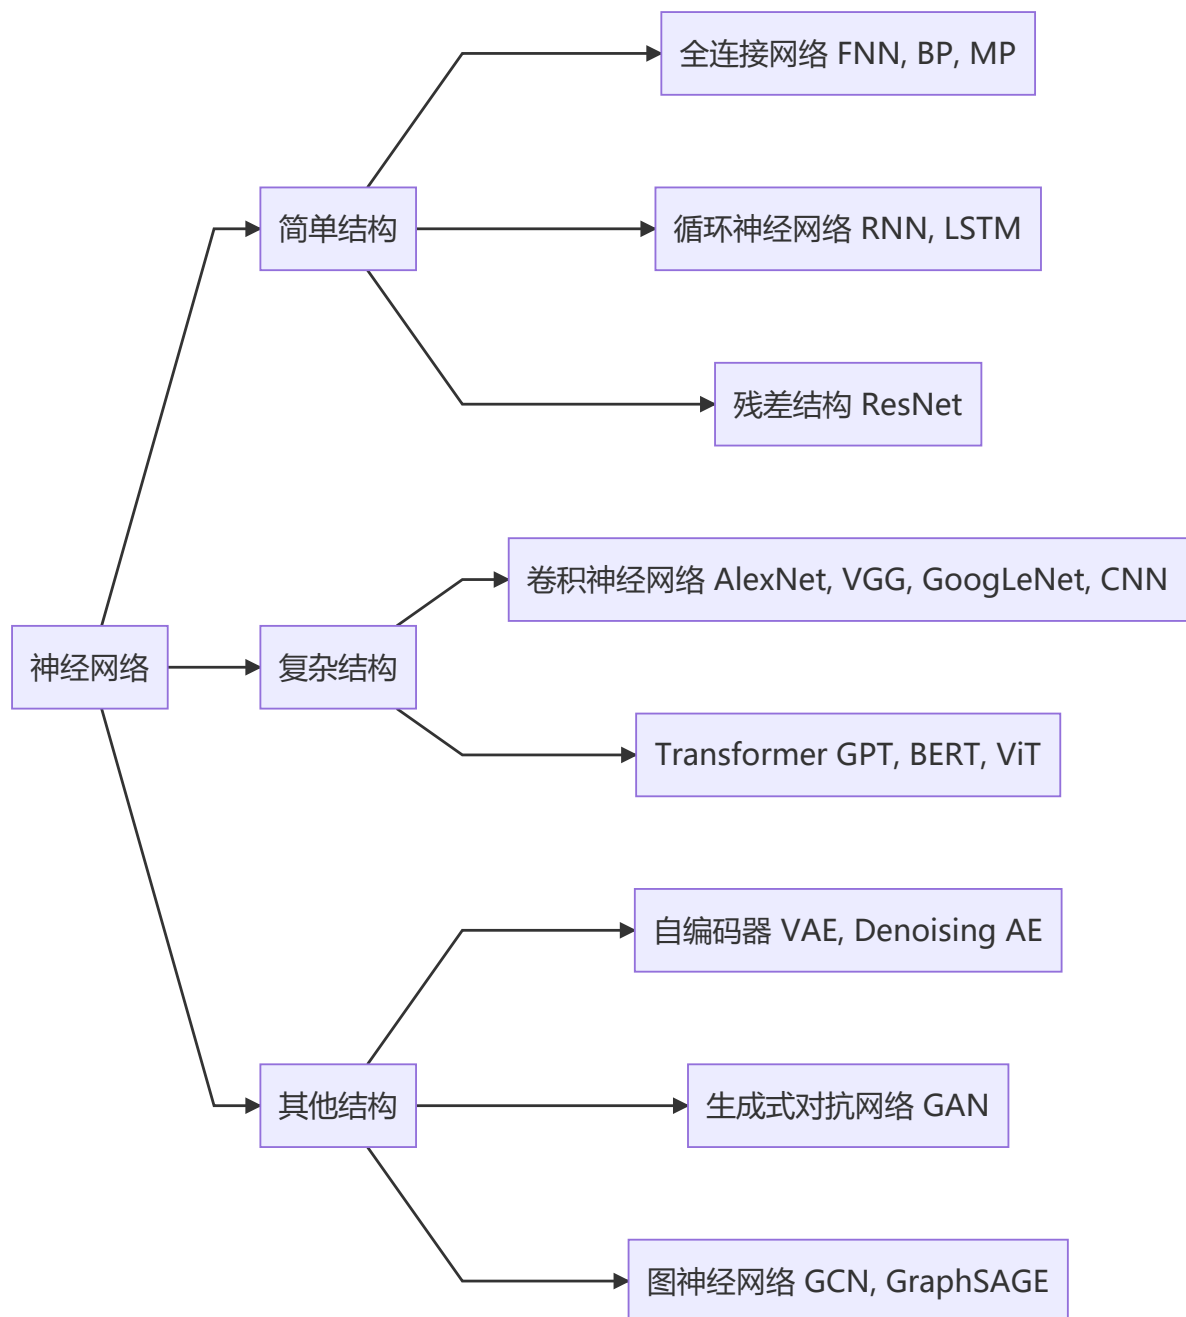 全连接网络 FNN, BP, MP
简单结构
循环神经网络 RNN, LSTM
残差结构 ResNet
卷积神经网络 AlexNet, VGG, GoogLeNet, CNN
神经网络
复杂结构
Transformer GPT, BERT, ViT
自编码器 VAE, Denoising AE
其他结构
生成式对抗网络 GAN
图神经网络 GCN, GraphSAGE